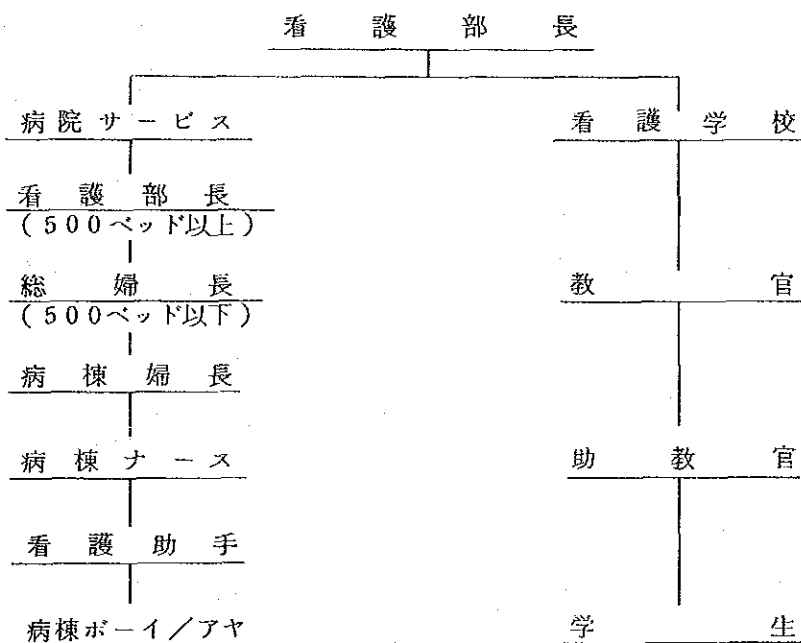 看護部長
病院サービス
看護部長
(500ベッド以上)
総婦長
(500ベッド以下)
病棟婦長
病棟ナース
看護助手
病棟ボーイ/アヤ
看護学校
教官
助教官
学生